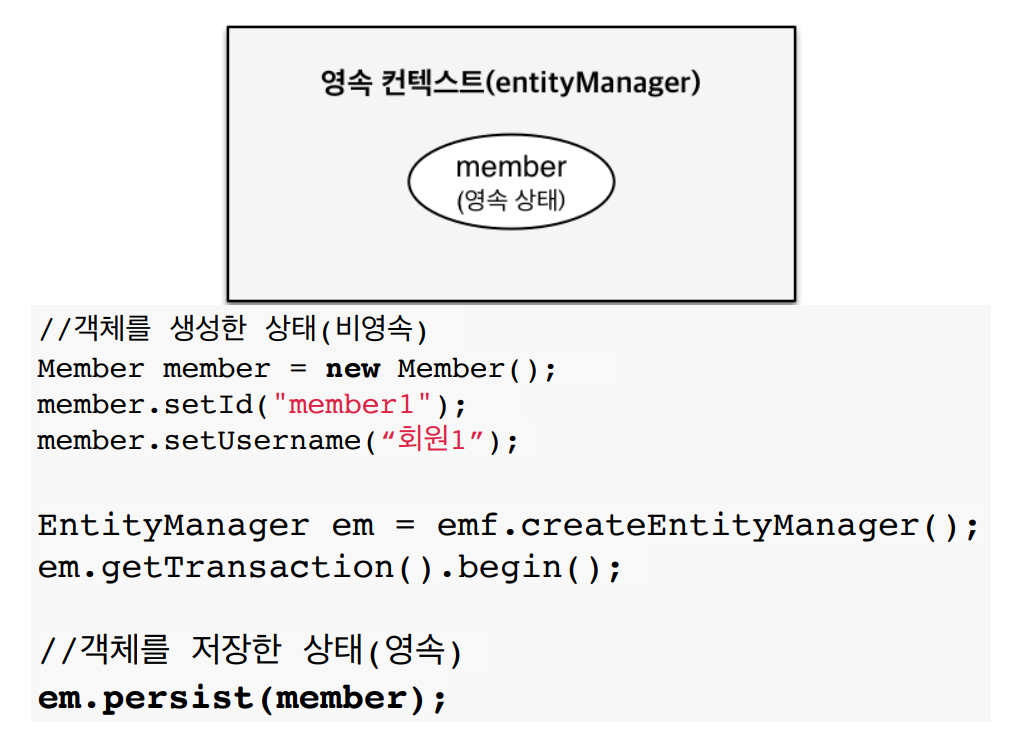 영속 컨텍스트(entityManager)
member
(영속 상태)
//객체를 생성한 상태(비영속)
Member member = new Member();
member.setId("member1");
member.setUsername(“회원1”);
EntityManager em = emf.createEntityManager();
em.getTransaction().begin();
//객체를 저장한 상태(영속)
em.persist(member);